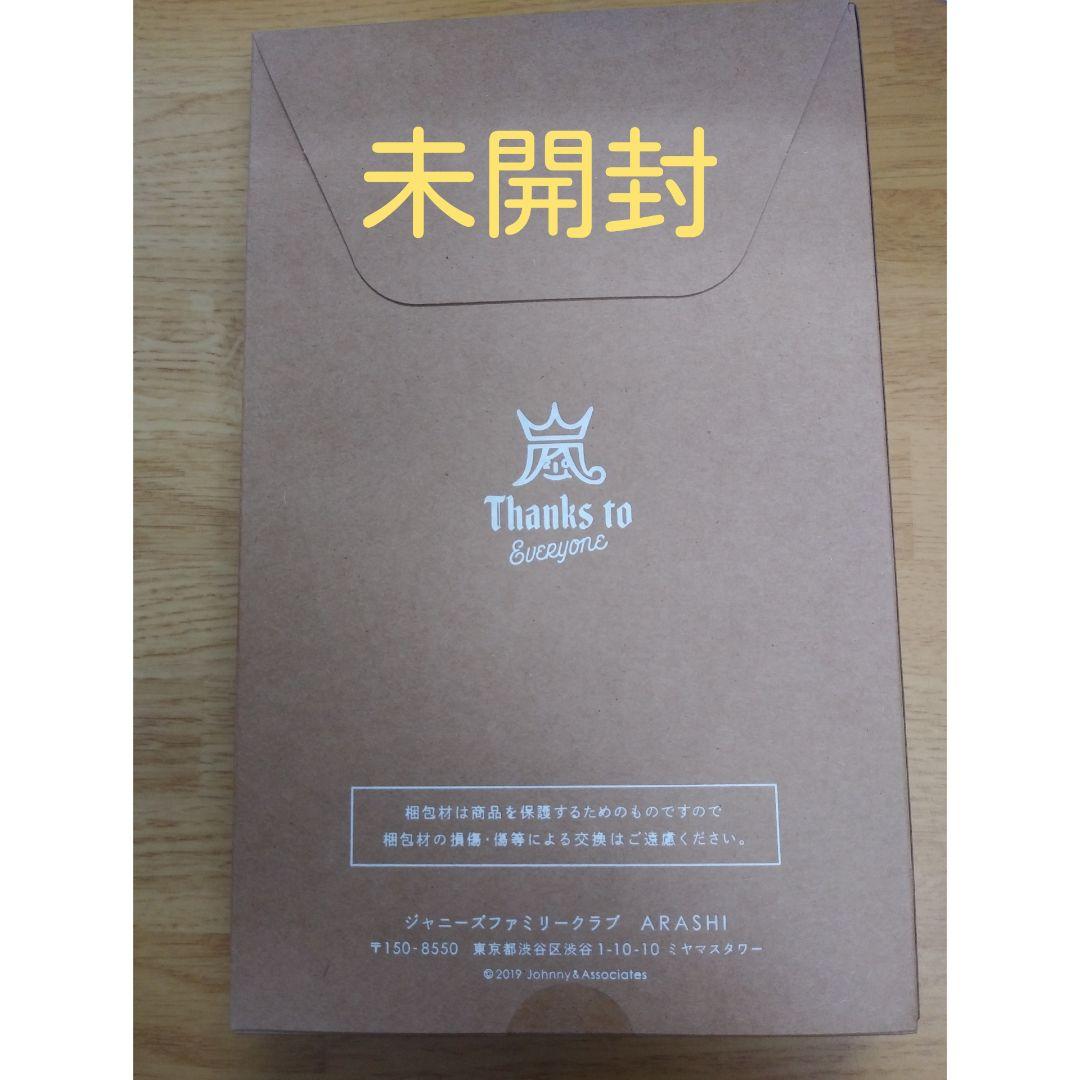 未開封
嵐
Thanks to
Everyone
梱包材は商品を保護するためのものですので
梱包材の損傷・傷等による交換はご遠慮ください。
ジャニーズファミリークラブ ARASHI
〒150-8550 東京都渋谷区渋谷1-10-10 ミヤマスタワー
©2019 Johnny&Associates